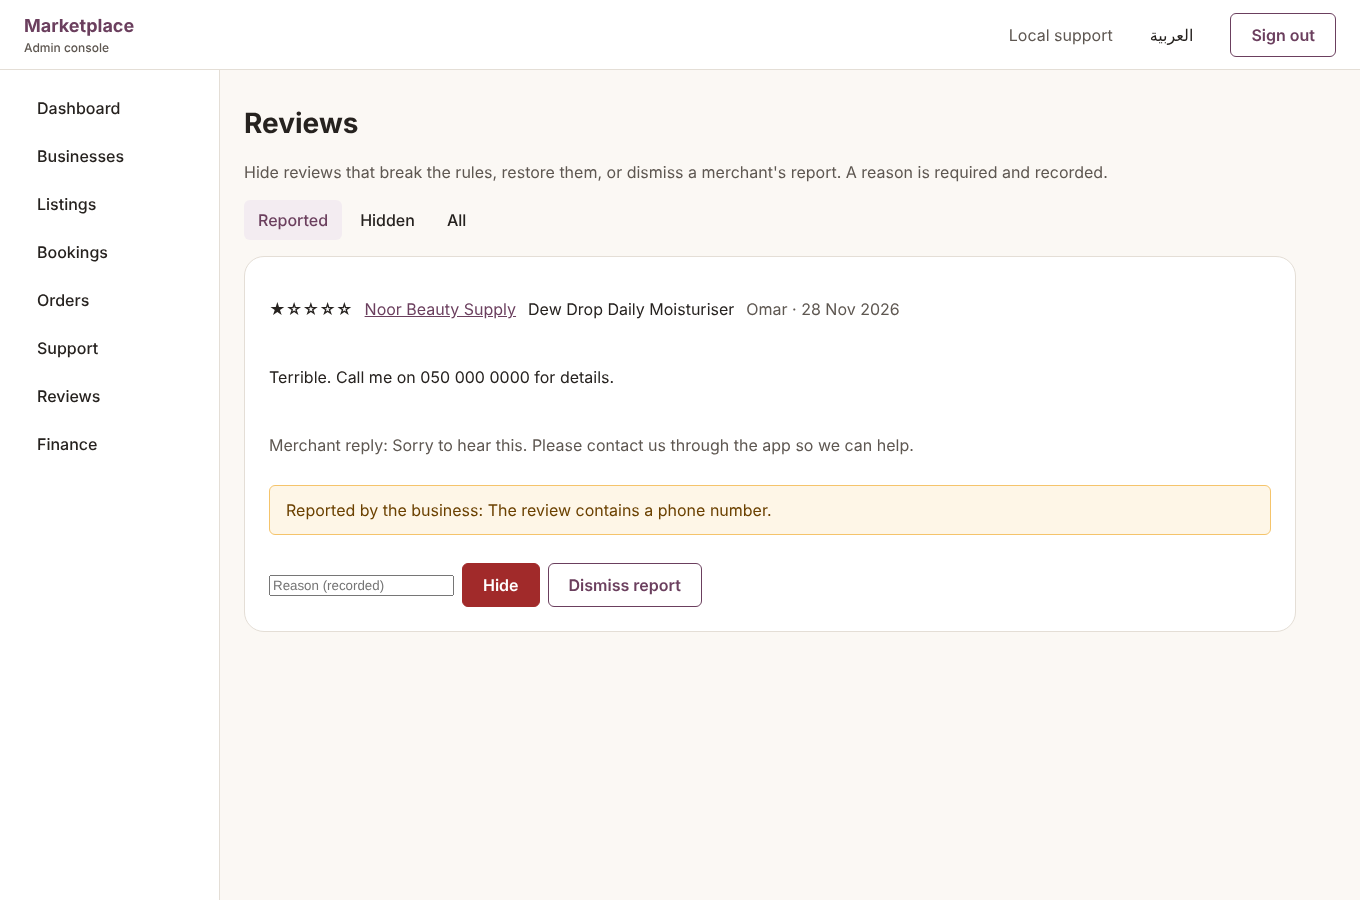 Marketplace
Admin console
Local support
العربية
Sign out
Dashboard
Businesses
Listings
Bookings
Orders
Support
Reviews
Finance
Reviews
Hide reviews that break the rules, restore them, or dismiss a merchant's report. A reason is required and recorded.
Reported Hidden All
★☆☆☆☆ Noor Beauty Supply Dew Drop Daily Moisturiser Omar · 28 Nov 2026
Terrible. Call me on 050 000 0000 for details.
Merchant reply: Sorry to hear this. Please contact us through the app so we can help.
Reported by the business: The review contains a phone number.
Reason (recorded) Hide Dismiss report